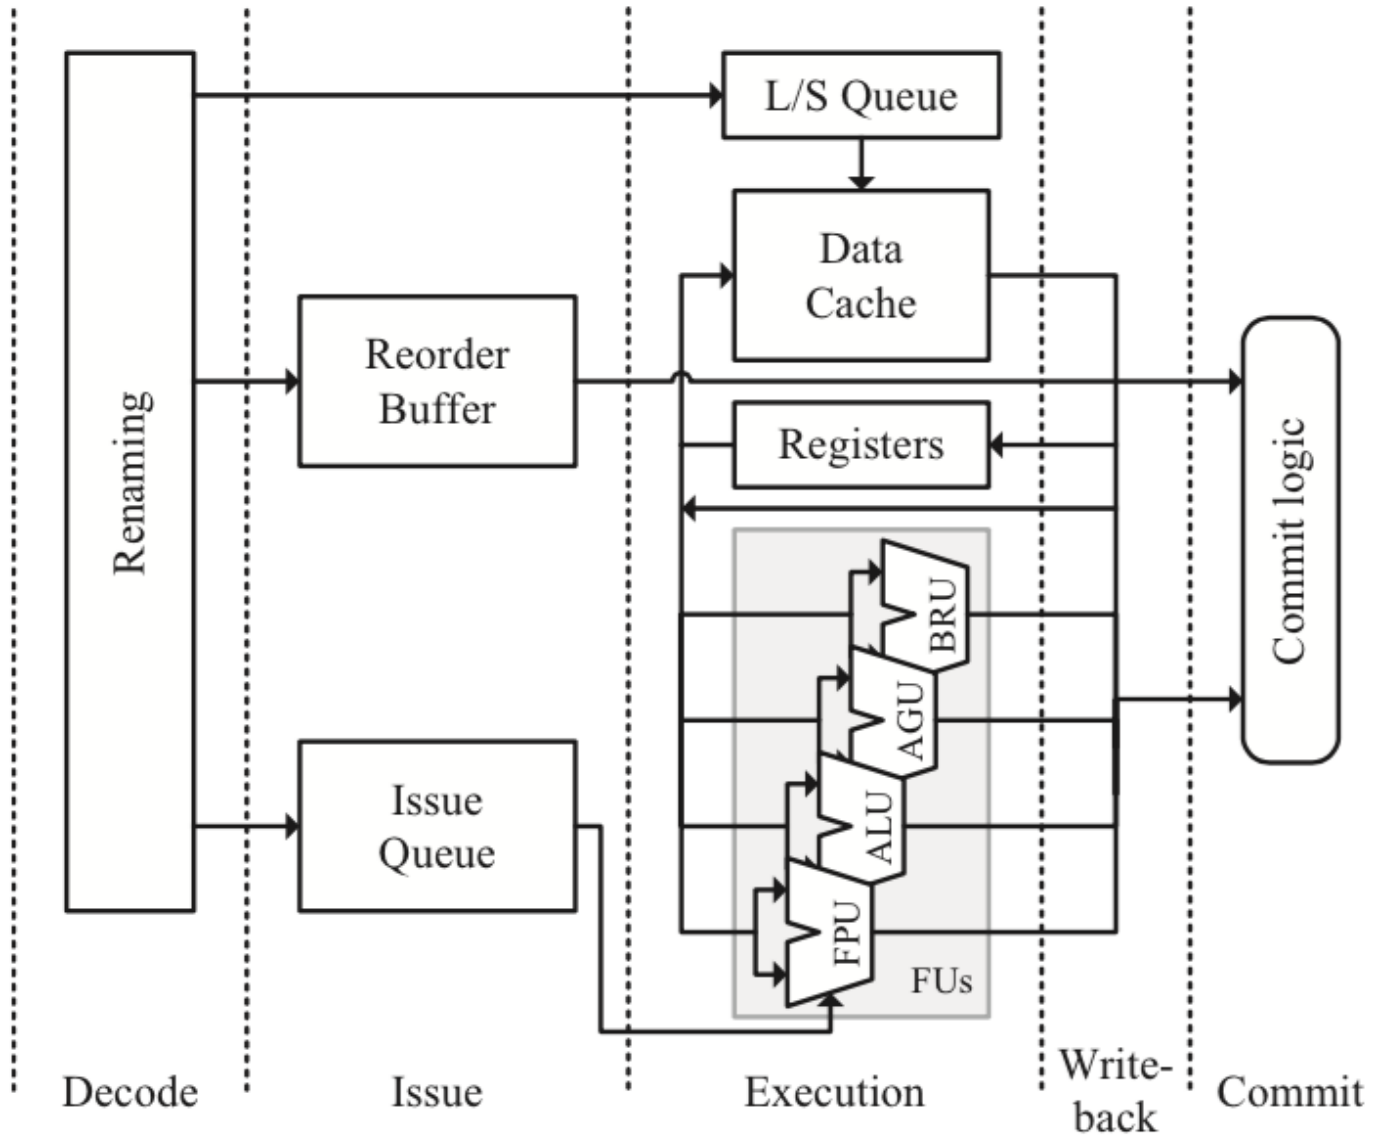 L/S Queue
Data
Cache
Reorder
Buffer
Registers
Renaming
Commit logic
BRU
AGU
Issue
Queue
ALU
FPU
FUs
Decode
Issue
Execution
Write-
back
Commit